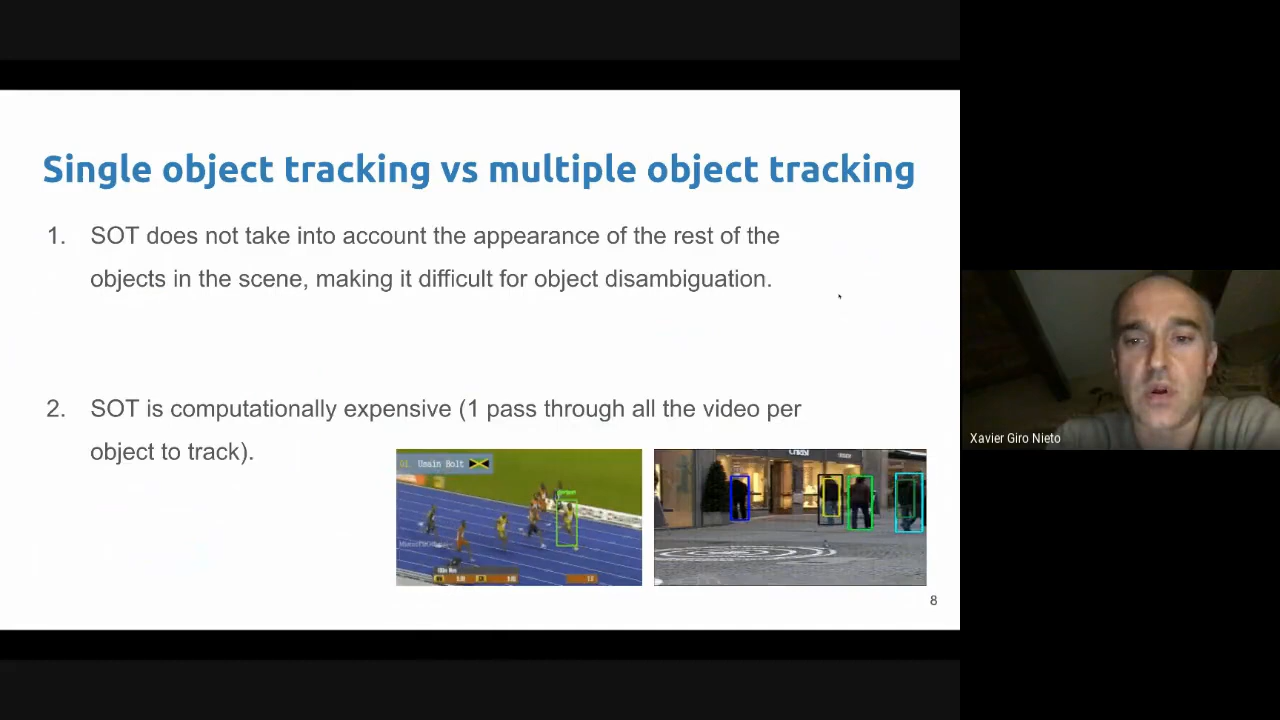 Single object tracking vs multiple object tracking
1. SOT does not take into account the appearance of the rest of the
objects in the scene, making it difficult for object disambiguation.
2. SOT is computationally expensive (1 pass through all the video per
object to track).
Usain Bolt
8
Xavier Giro Nieto